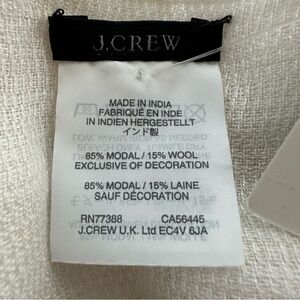 J.CREW
MADE IN INDIA
FABRIQUÉ EN INDE
IN INDIEN HERGESTELLT
インド製
85% MODAL / 15% WOOL
EXCLUSIVE OF DECORATION
85% MODAL / 15% LAINE
SAUF DÉCORATION
RN77388 CA56445
J.CREW U.K. Ltd EC4V 6JA